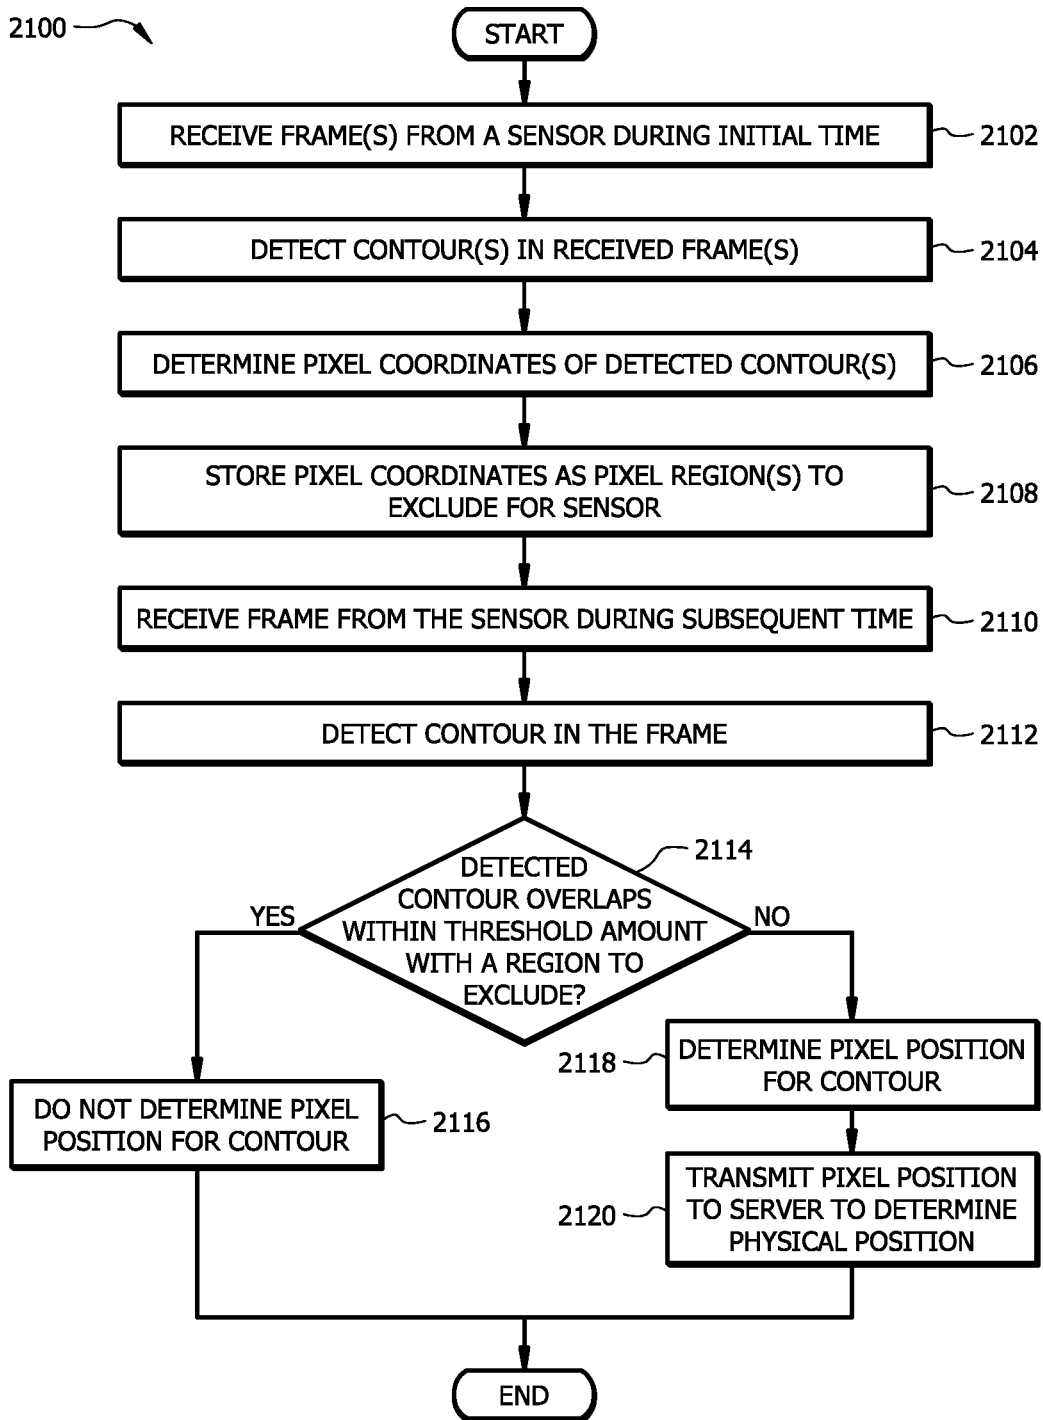 2100
START
RECEIVE FRAME(S) FROM A SENSOR DURING INITIAL TIME
2102
DETECT CONTOUR(S) IN RECEIVED FRAME(S)
2104
DETERMINE PIXEL COORDINATES OF DETECTED CONTOUR(S)
2106
STORE PIXEL COORDINATES AS PIXEL REGION(S) TO
EXCLUDE FOR SENSOR
2108
RECEIVE FRAME FROM THE SENSOR DURING SUBSEQUENT TIME
2110
DETECT CONTOUR IN THE FRAME
2112
DETECTED
CONTOUR OVERLAPS
WITHIN THRESHOLD AMOUNT
WITH A REGION TO
EXCLUDE?
2114
YES
NO
DO NOT DETERMINE PIXEL
POSITION FOR CONTOUR
2116
DETERMINE PIXEL POSITION
FOR CONTOUR
2118
TRANSMIT PIXEL POSITION
TO SERVER TO DETERMINE
PHYSICAL POSITION
2120
END